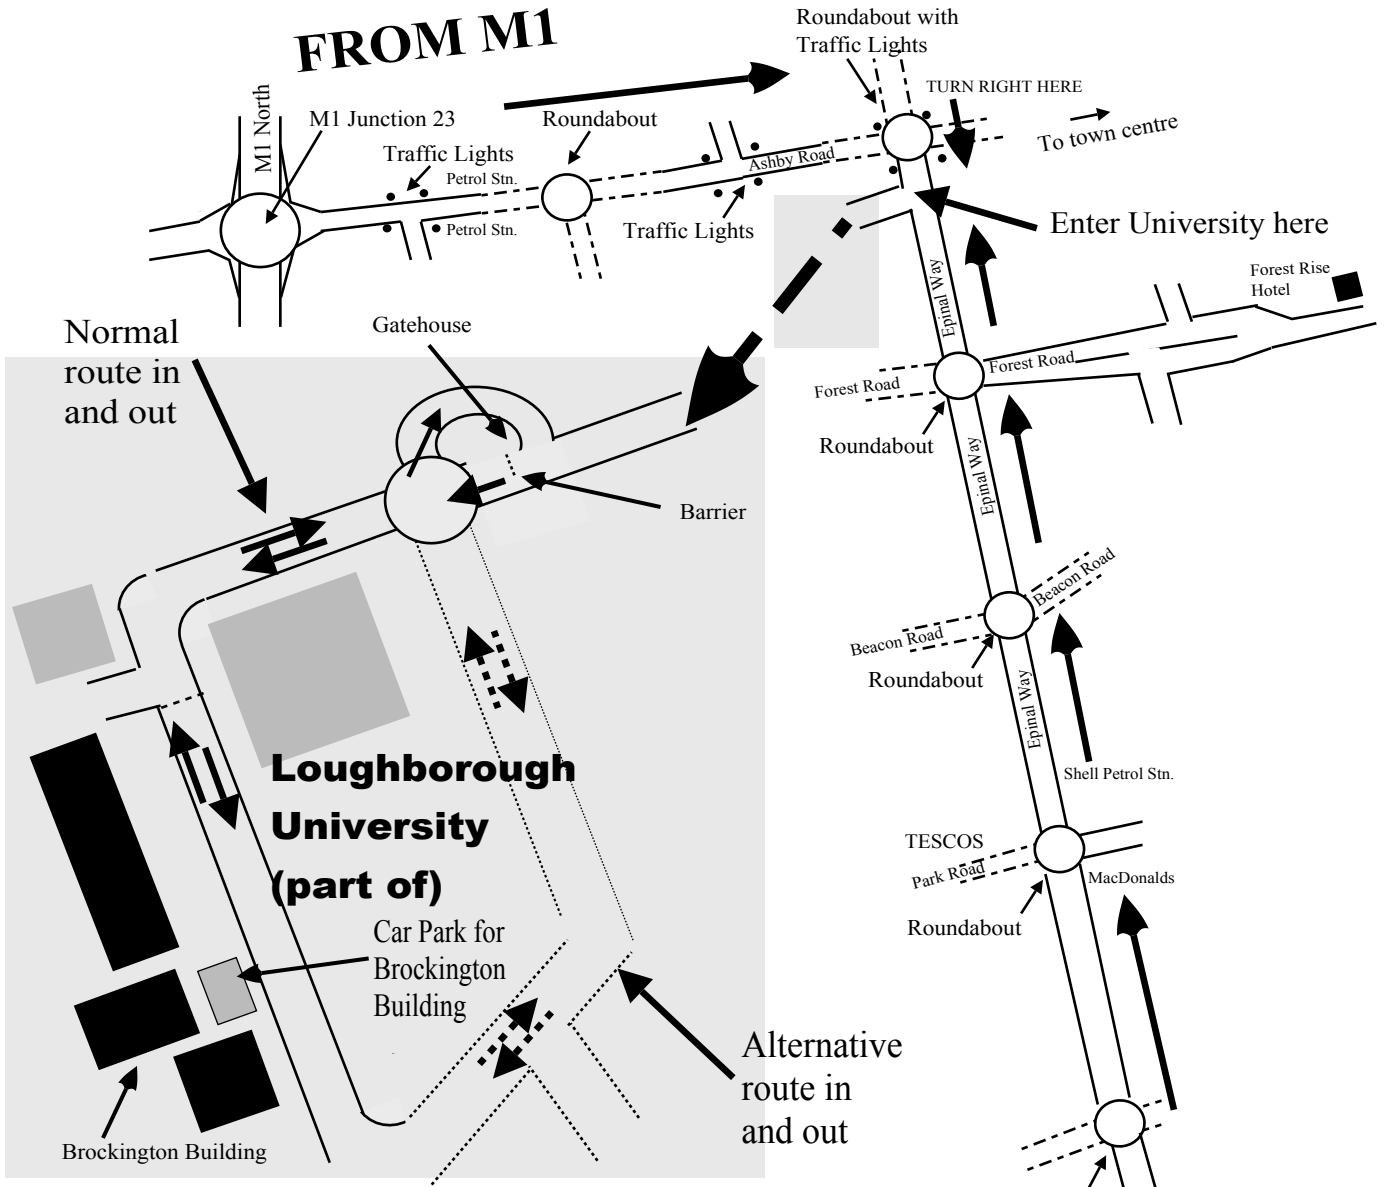 FROM M1
Roundabout with
Traffic Lights
TURN RIGHT HERE
To town centre
M1 North
M1 Junction 23
Traffic Lights
Petrol Stn.
Petrol Stn.
Roundabout
Ashby Road
Traffic Lights
Enter University here
Epinal Way
Forest Rise
Hotel
Forest Road
Forest Road
Roundabout
Normal
route in
and out
Gatehouse
Barrier
Epinal Way
Beacon Road
Beacon Road
Roundabout
Epinal Way
Shell Petrol Stn.
TESCOS
Park Road
MacDonalds
Roundabout
Loughborough
University
(part of)
Car Park for
Brockington
Building
Alternative
route in
and out
Brockington Building